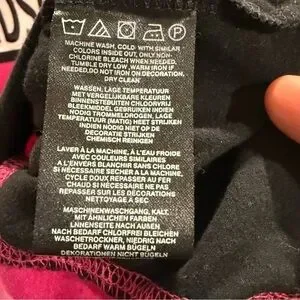 MACHINE WASH, COLD WITH SIMILAR
COLORS INSIDE OUT, ONLY NON-
CHLORINE BLEACH WHEN NEEDED.
TUMBLE DRY LOW, WARM IRON IF
NEEDED, DO NOT IRON ON DECORATION.
DRY CLEAN
WASSEN, LAGE TEMPERATUUR
MET VERGELIJKBARE KLEUREN
BINNENSTEBUITEN CHLOORVRIJ
BLEEKMIDDEL GEBRUIKEN INDIEN
NODIG TROMMELDROGEN, LAGE
TEMPERATUUR (MATIG) HEET STRIJKEN
INDIEN NODIG NIET OP DECORATIES
CHEMISCH REINIGEN
LAVER À LA MACHINE, À L'EAU FROIDE
AVEC COULEURS SIMILAIRES
À L'ENVERS BLANCHIR SANS CHLORE
SI NÉCESSAIRE SÉCHER À LA MACHINE,
CYCLE DOUX REPASSER AU FER
CHAUD SI NÉCESSAIRE NE PAS
REPASSER SUR LES DÉCORATIONS
NETTOYAGE À SEC
MASCHINENWASCHGANG, KALT,
MIT ÄHNLICHEN FARBEN
INNENSEITE NACH AUßEN
NACH BEDARF CHLORFREI BLEICHEN
WÄSCHETROCKNER, NIEDRIG NACH
BEDARF WARM BÜGELN
DEKORATIONEN NICHT BÜGELN